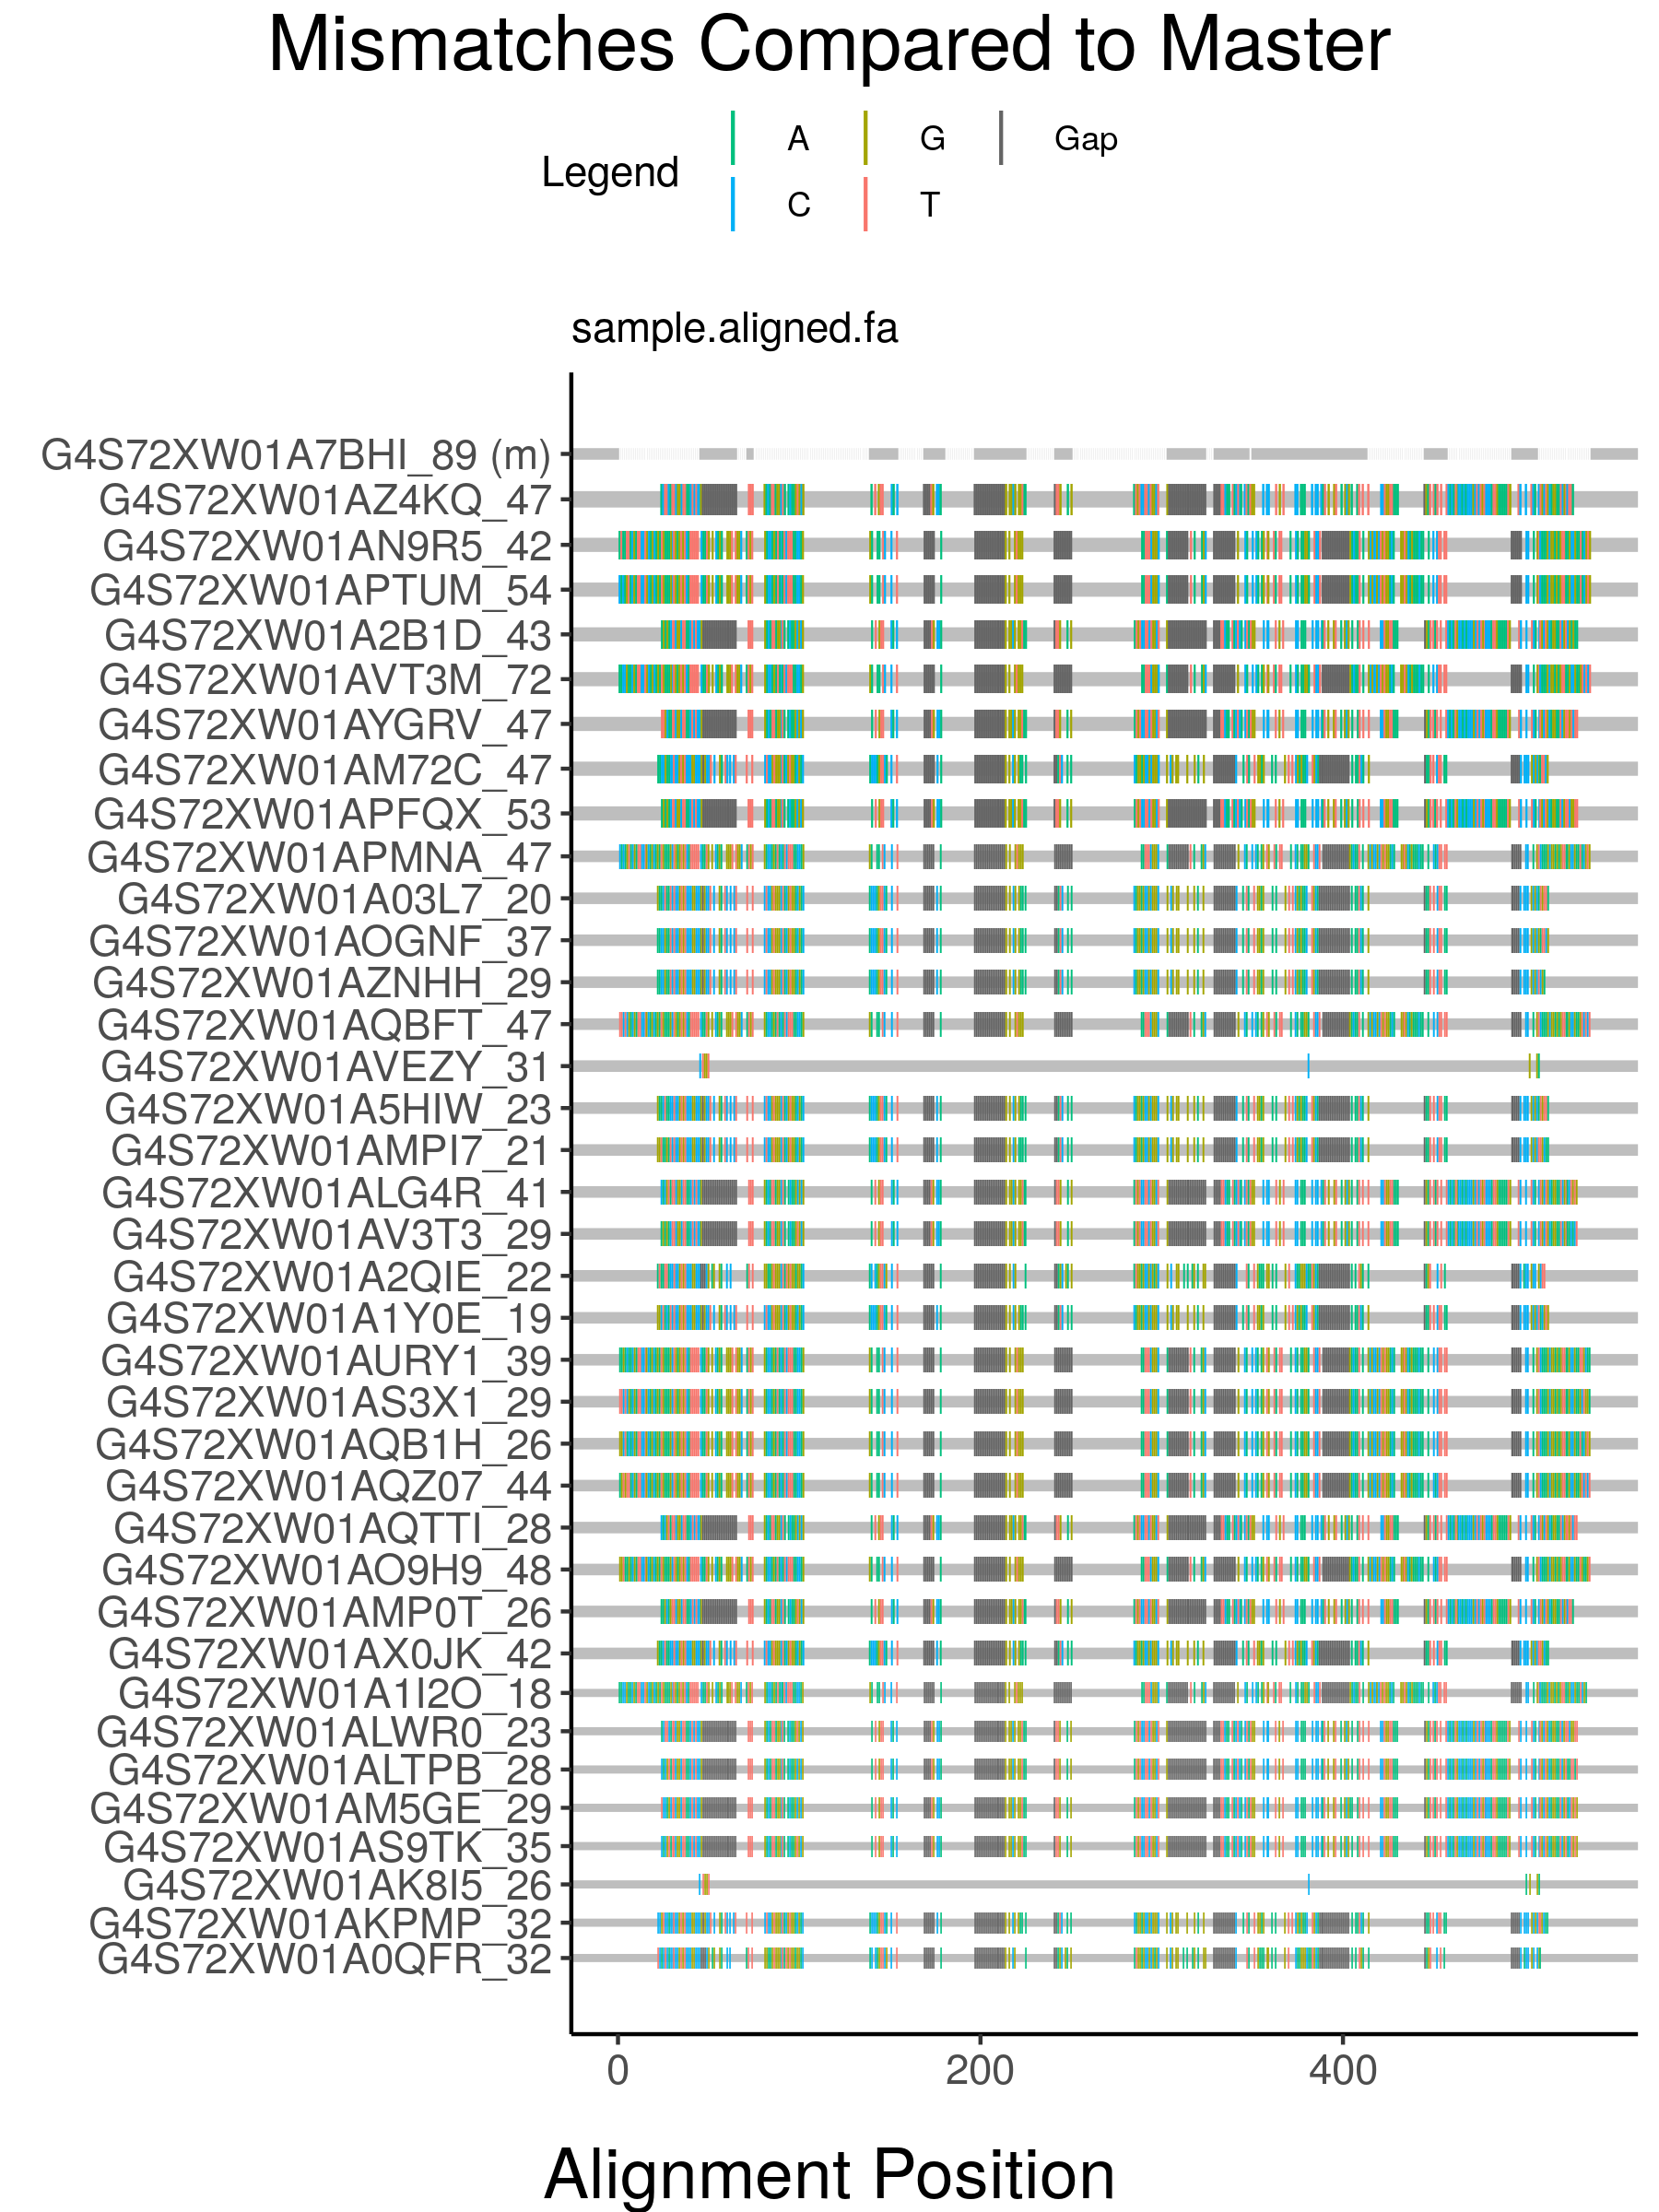 Mismatches Compared to Master
Legend
A
G
Gap
C
T
sample.aligned.fa
G4S72XW01A7BHI_89 (m)
G4S72XW01AZ4KQ_47
G4S72XW01AN9R5_42
G4S72XW01APTUM_54
G4S72XW01A2B1D_43
G4S72XW01AVT3M_72
G4S72XW01AYGRV_47
G4S72XW01AM72C_47
G4S72XW01APFQX_53
G4S72XW01APMNA_47
G4S72XW01A03L7_20
G4S72XW01AOGNF_37
G4S72XW01AZNHH_29
G4S72XW01AQBFT_47
G4S72XW01AVEZY_31
G4S72XW01A5HIW_23
G4S72XW01AMPI7_21
G4S72XW01ALG4R_41
G4S72XW01AV3T3_29
G4S72XW01A2QIE_22
G4S72XW01A1Y0E_19
G4S72XW01AURY1_39
G4S72XW01AS3X1_29
G4S72XW01AQB1H_26
G4S72XW01AQZ07_44
G4S72XW01AQTTI_28
G4S72XW01AO9H9_48
G4S72XW01AMP0T_26
G4S72XW01AX0JK_42
G4S72XW01A1I2O_18
G4S72XW01ALWR0_23
G4S72XW01ALTPB_28
G4S72XW01AM5GE_29
G4S72XW01AS9TK_35
G4S72XW01AK8I5_26
G4S72XW01AKPMP_32
G4S72XW01A0QFR_32
0
200
400
Alignment Position